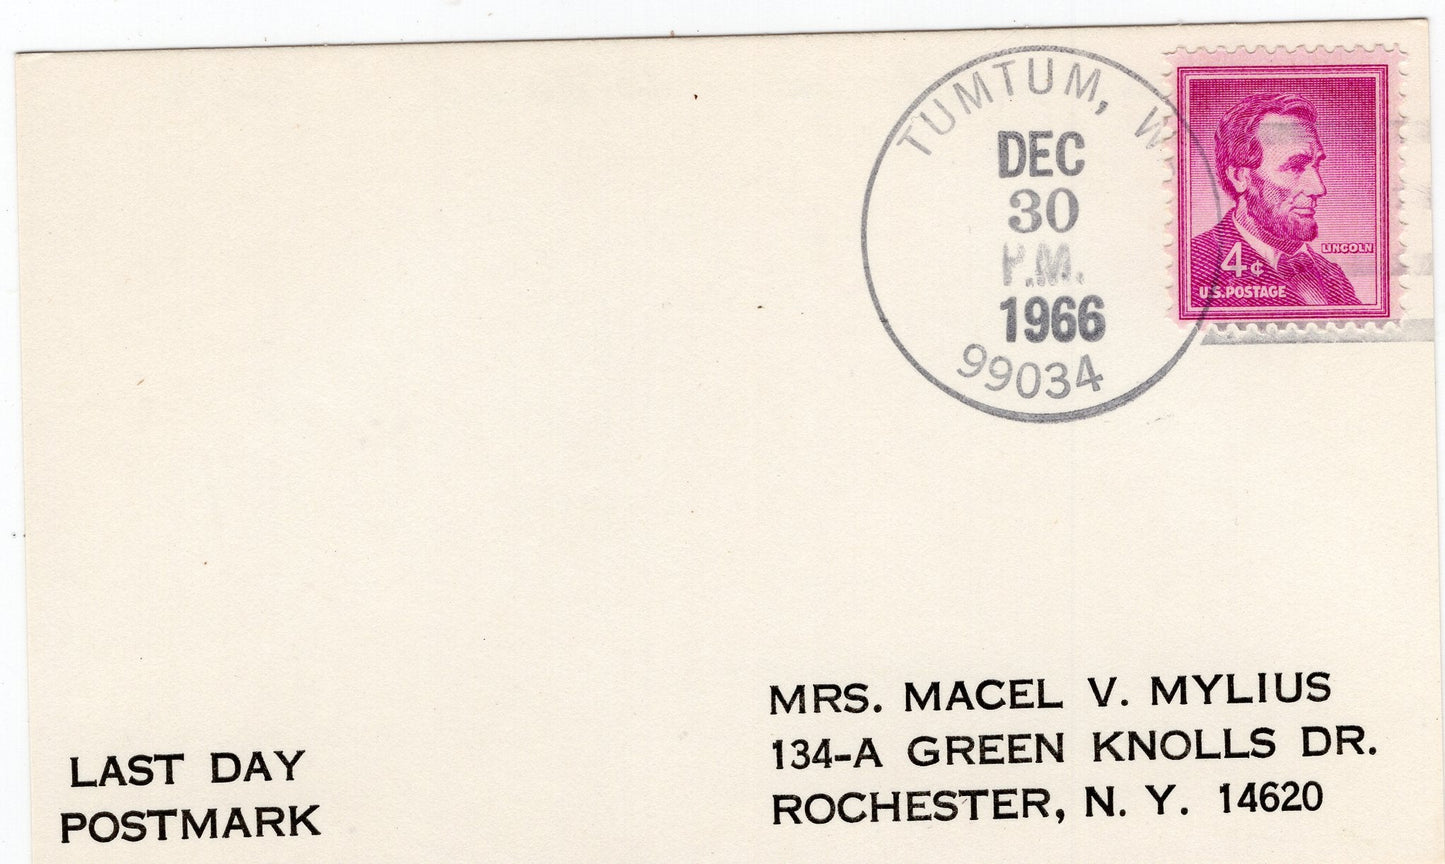 TUMTUM, W
DEC
30
P.M.
1966
99034
LINCOLN
4¢
U.S. POSTAGE
MRS. MACEL V. MYLIUS
134-A GREEN KNOLLS DR.
ROCHESTER, N. Y. 14620
LAST DAY
POSTMARK